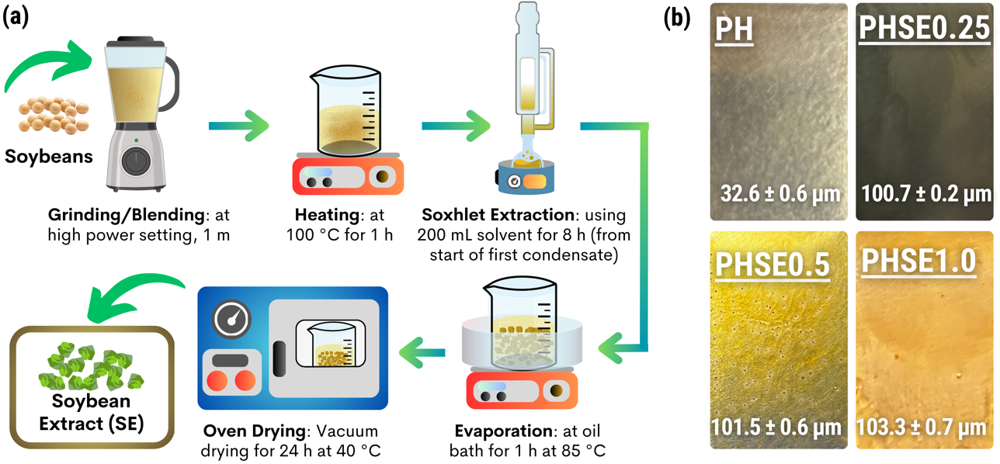 (a)
Soybeans
Grinding/Blending: at
high power setting, 1 m
Heating: at
100 °C for 1 h
Soxhlet Extraction: using
200 mL solvent for 8 h (from
start of first condensate)
Evaporation: at oil
bath for 1 h at 85 °C
Oven Drying: Vacuum
drying for 24 h at 40 °C
Soybean
Extract (SE)
(b)
PH
32.6 ± 0.6 µm
PHSE0.25
100.7 ± 0.2 µm
PHSE0.5
101.5 ± 0.6 µm
PHSE1.0
103.3 ± 0.7 µm